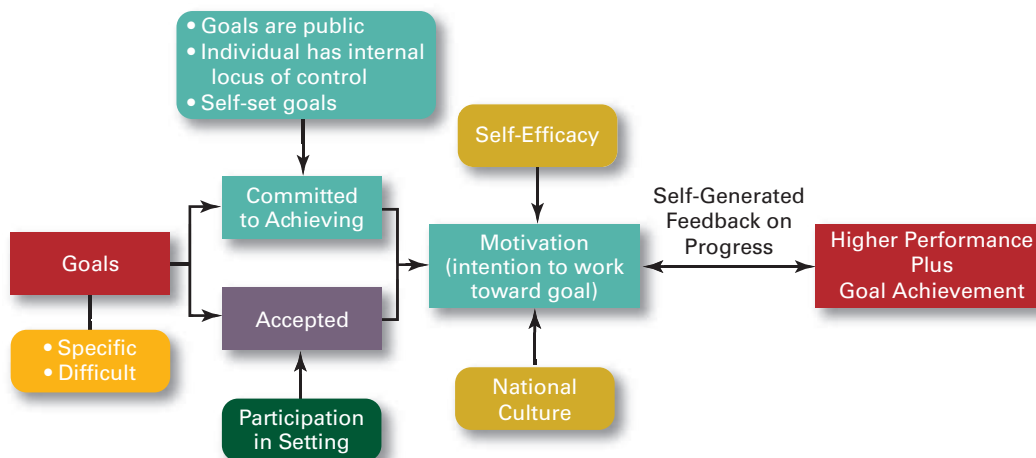 • Goals are public
• Individual has internal
locus of control
• Self-set goals
Self-Efficacy
Committed
to Achieving
Self-Generated
Feedback on
Progress
Goals
Motivation
(intention to work
toward goal)
Higher Performance
Plus
Goal Achievement
Accepted
• Specific
• Difficult
National
Culture
Participation
in Setting